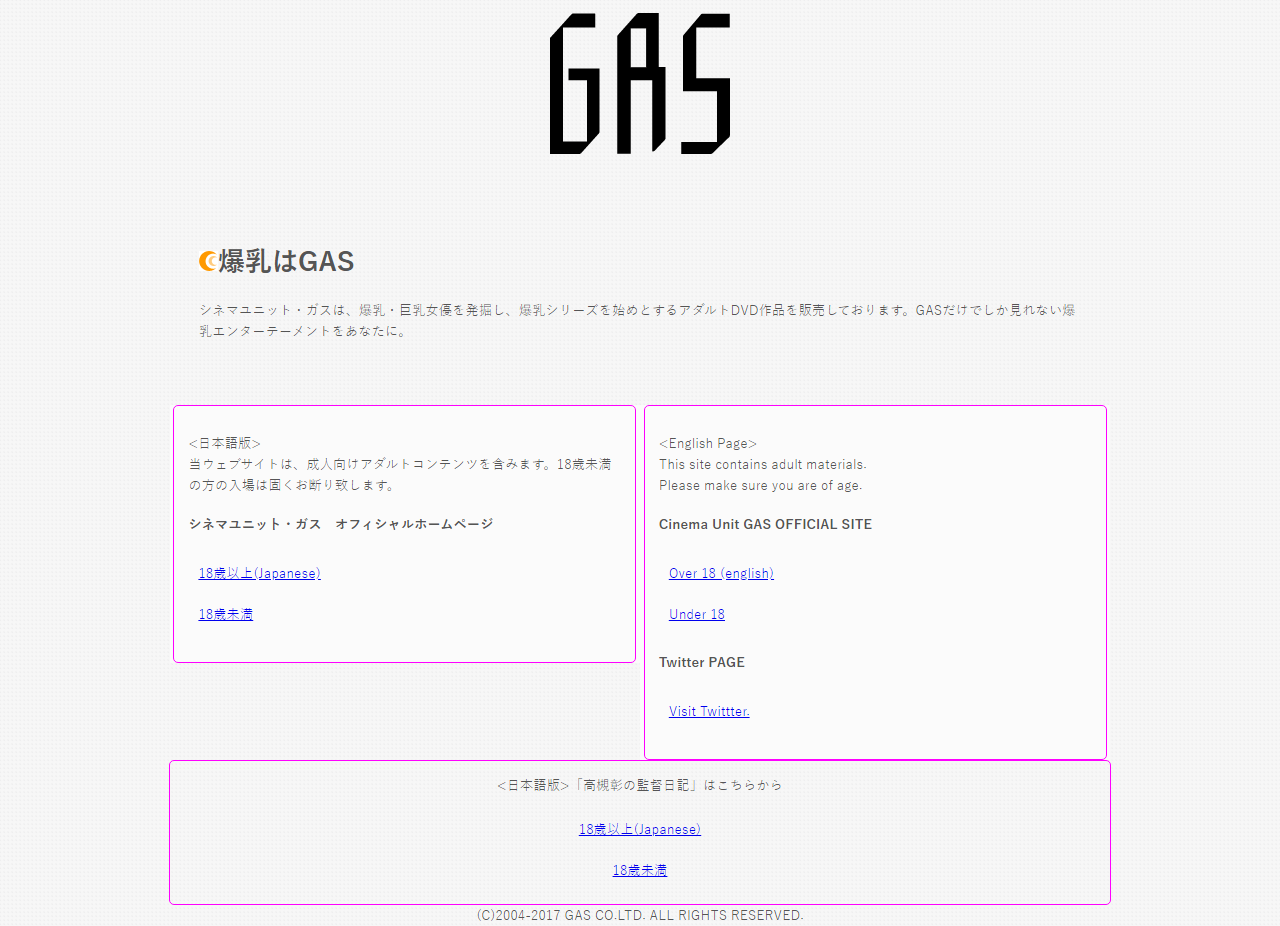 GAS
爆乳はGAS
シネマユニット・ガスは、爆乳・巨乳女優を発掘し、爆乳シリーズを始めとするアダルトDVD作品を販売しております。GASだけでしか見れない爆
乳エンターテーメントをあなたに。
<日本語版>
当ウェブサイトは、成人向けアダルトコンテンツを含みます。18歳未満
の方の入場は固くお断り致します。
シネマユニット・ガス　オフィシャルホームページ
18歳以上(Japanese)
18歳未満
<English Page>
This site contains adult materials.
Please make sure you are of age.
Cinema Unit GAS OFFICIAL SITE
Over 18 (english)
Under 18
Twitter PAGE
Visit Twittter.
<日本語版>「高槻彰の監督日記」はこちらから
18歳以上(Japanese)
18歳未満
(C)2004-2017 GAS CO.LTD. ALL RIGHTS RESERVED.